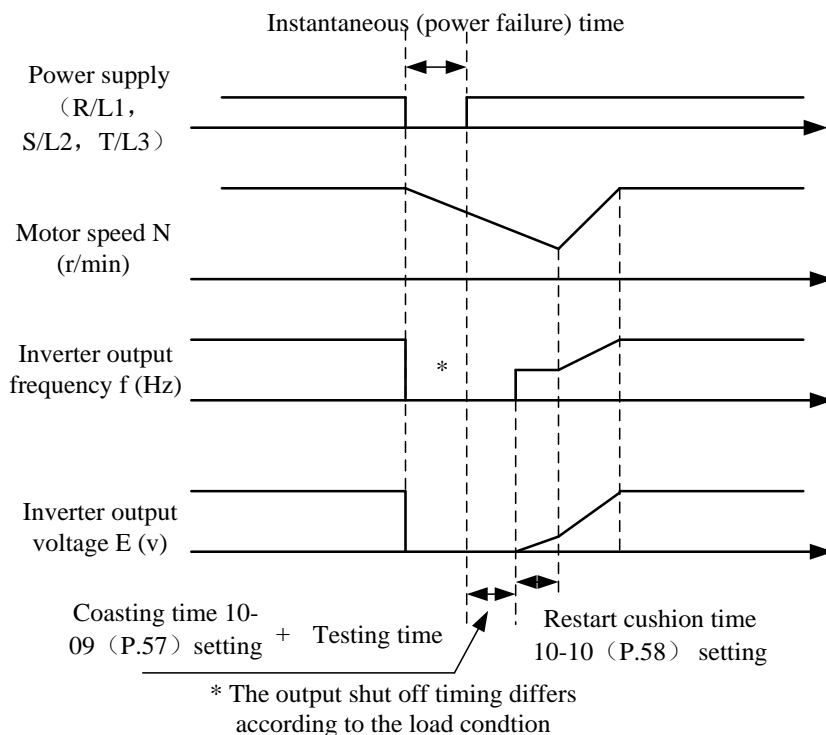 Instantaneous (power failure) time
Power supply
（R/L1，
S/L2，T/L3）
Motor speed N
(r/min)
Inverter output
frequency f (Hz)
*
Inverter output
voltage E (v)
Coasting time 10-
09（P.57）setting
+
Testing time
Restart cushion time
10-10（P.58） setting
* The output shut off timing differs
according to the load condtion